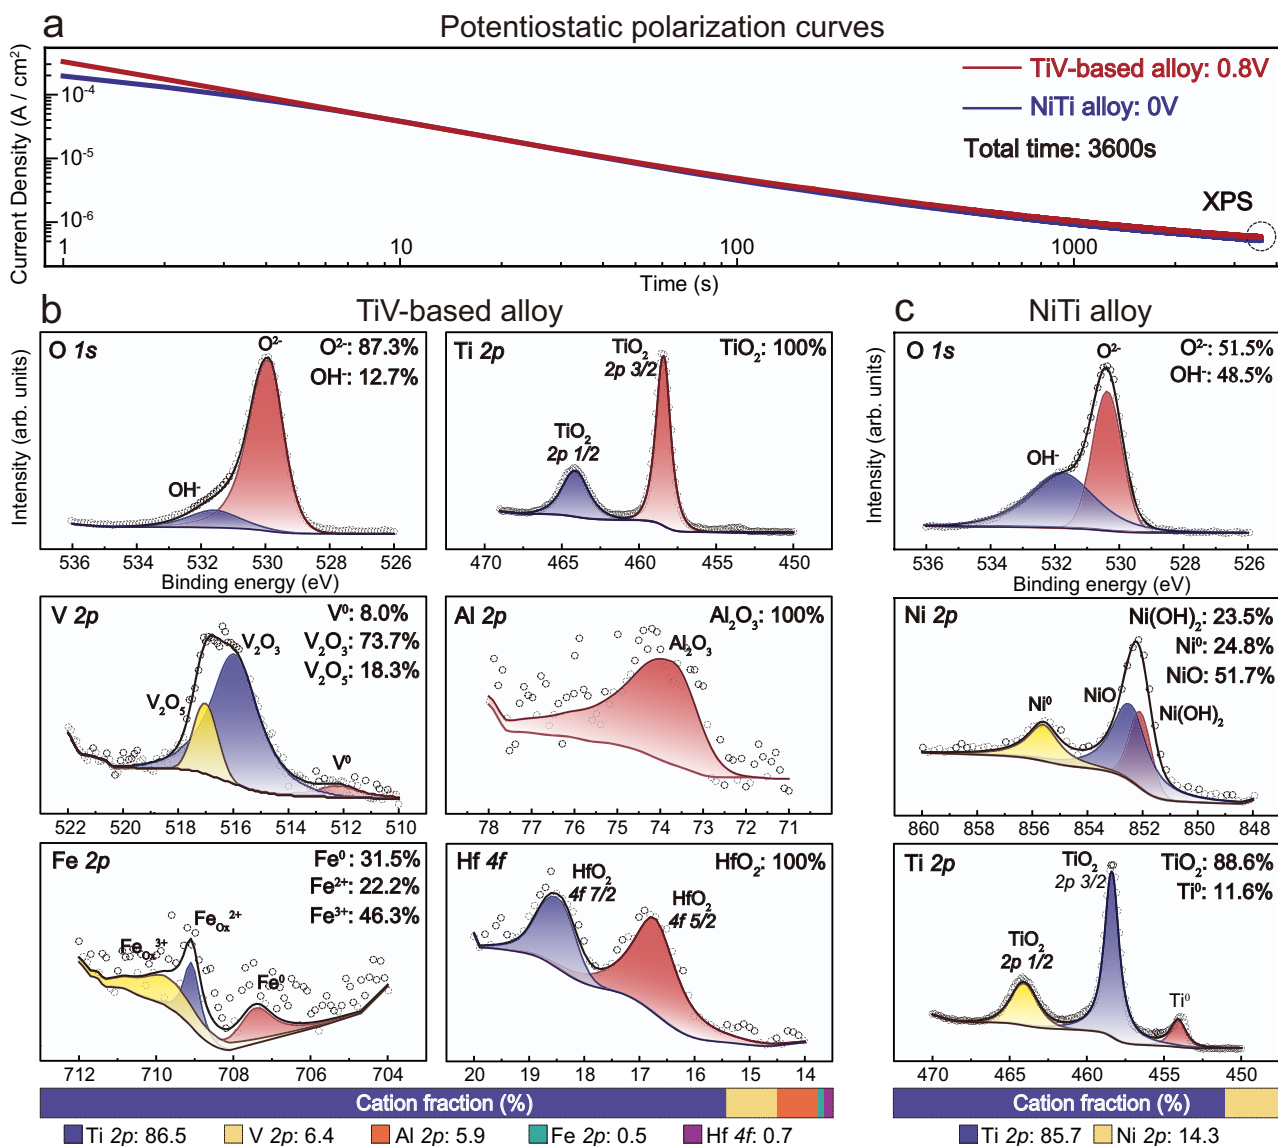 a
Potentiostatic polarization curves
Current Density (A / cm²)
10⁻⁴
10⁻⁵
10⁻⁶
TiV-based alloy: 0.8V
NiTi alloy: 0V
Total time: 3600s
XPS
1 10 100 1000
Time (s)
b TiV-based alloy
O 1s
O²⁻
O²⁻: 87.3%
OH⁻: 12.7%
OH⁻
Intensity (arb. units)
536 534 532 530 528 526
Binding energy (eV)
Ti 2p
TiO₂
2p 3/2
TiO₂: 100%
TiO₂
2p 1/2
470 465 460 455 450
V 2p
V⁰: 8.0%
V₂O₃: 73.7%
V₂O₅: 18.3%
V₂O₃
V₂O₅
V⁰
522 520 518 516 514 512 510
Al 2p
Al₂O₃: 100%
Al₂O₃
78 77 76 75 74 73 72 71
Fe 2p
Fe⁰: 31.5%
Fe²⁺: 22.2%
Fe³⁺: 46.3%
Fe_Ox²⁺
Fe_Ox³⁺
Fe⁰
712 710 708 706 704
Hf 4f
HfO₂: 100%
HfO₂
4f 7/2
HfO₂
4f 5/2
20 19 18 17 16 15 14
Cation fraction (%)
Ti 2p: 86.5 V 2p: 6.4 Al 2p: 5.9 Fe 2p: 0.5 Hf 4f: 0.7
c NiTi alloy
O 1s
O²⁻
O²⁻: 51.5%
OH⁻: 48.5%
OH⁻
Intensity (arb. units)
536 534 532 530 528 526
Binding energy (eV)
Ni 2p
Ni(OH)₂: 23.5%
Ni⁰: 24.8%
NiO: 51.7%
Ni⁰
NiO
Ni(OH)₂
860 856 854 852 850 848
Ti 2p
TiO₂
2p 3/2
TiO₂: 88.6%
Ti⁰: 11.6%
TiO₂
2p 1/2
Ti⁰
470 465 460 455 450
Cation fraction (%)
Ti 2p: 85.7 Ni 2p: 14.3